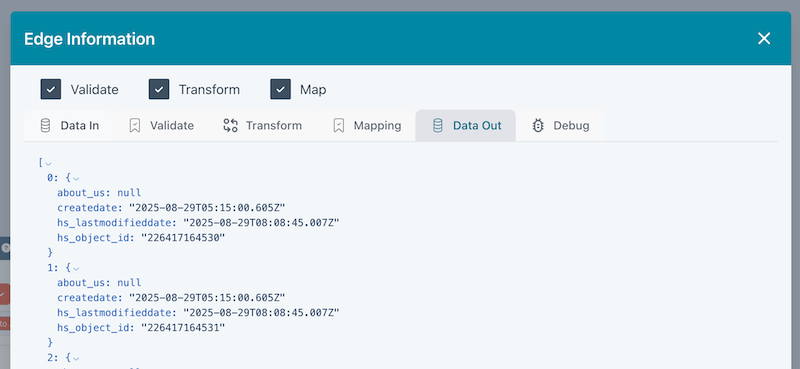 Edge Information
Validate Transform Map
Data In Validate Transform Mapping Data Out Debug
[
0: {
about_us: null
createdate: "2025-08-29T05:15:00.605Z"
hs_lastmodifieddate: "2025-08-29T08:08:45.007Z"
hs_object_id: "226417164530"
}
1: {
about_us: null
createdate: "2025-08-29T05:15:00.605Z"
hs_lastmodifieddate: "2025-08-29T08:08:45.007Z"
hs_object_id: "226417164531"
}
2: {